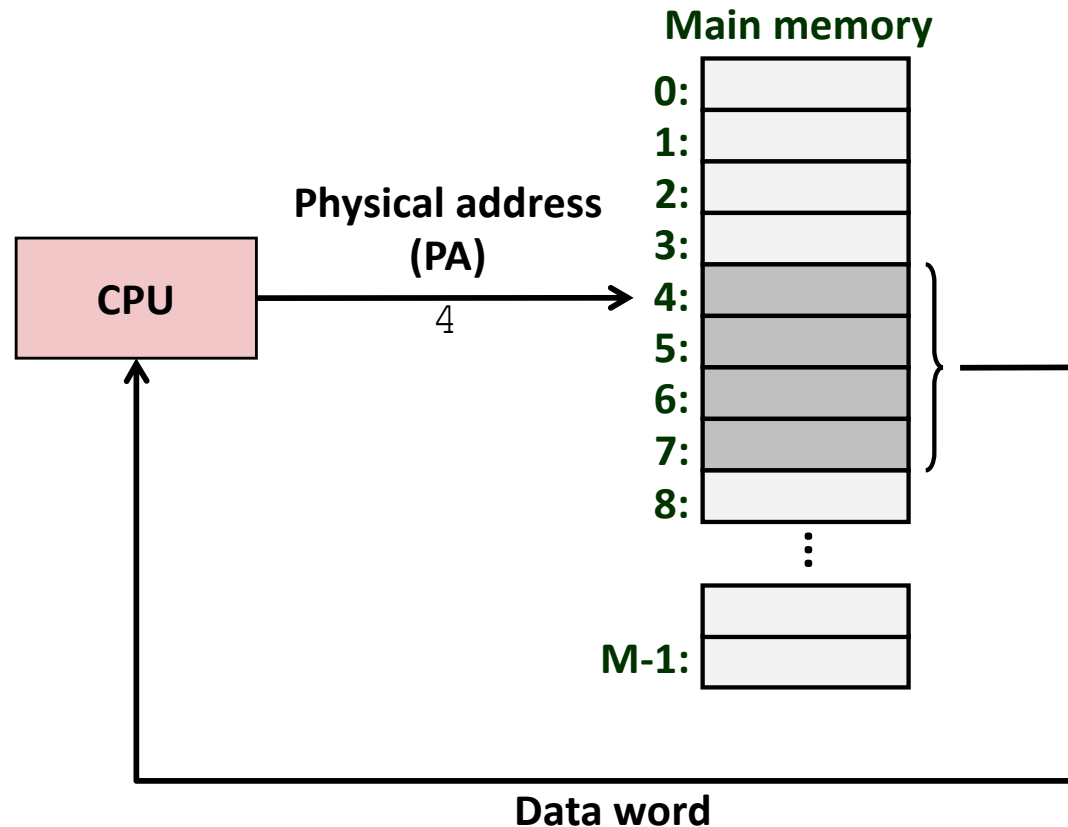 Main memory
0:
1:
Physical address
2:
(PA)
3:
CPU
4
4:
5:
6:
7:
8:
⋮
M-1:
Data word